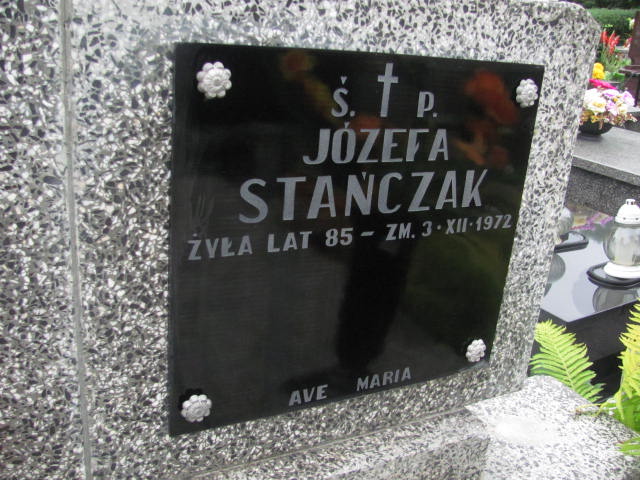 Ś. † P.
JÓZEFA
STAŃCZAK
ŻYŁA LAT 85 – ZM. 3·XII·1972
AVE MARIA